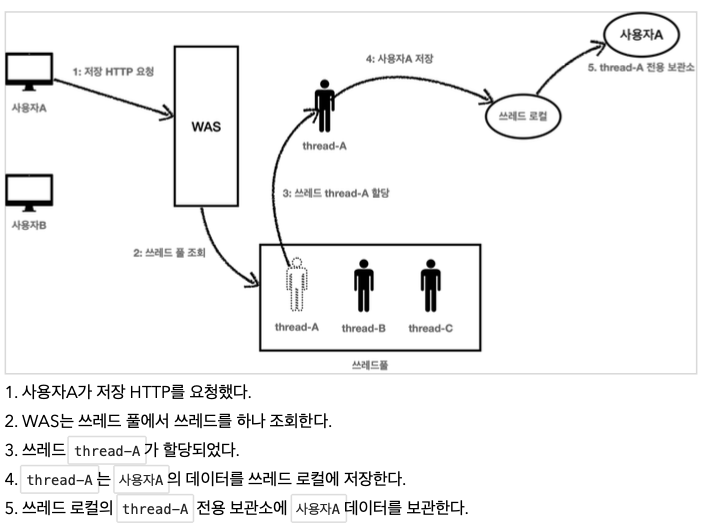 사용자A
1: 저장 HTTP 요청
4: 사용자A 저장
5. thread-A 전용 보관소
사용자A
WAS
thread-A
쓰레드 로컬
사용자B
3: 쓰레드 thread-A 할당
2: 쓰레드 풀 조회
thread-A
thread-B
thread-C
쓰레드풀
1. 사용자A가 저장 HTTP를 요청했다.
2. WAS는 쓰레드 풀에서 쓰레드를 하나 조회한다.
3. 쓰레드 thread-A 가 할당되었다.
4. thread-A 는 사용자A 의 데이터를 쓰레드 로컬에 저장한다.
5. 쓰레드 로컬의 thread-A 전용 보관소에 사용자A 데이터를 보관한다.